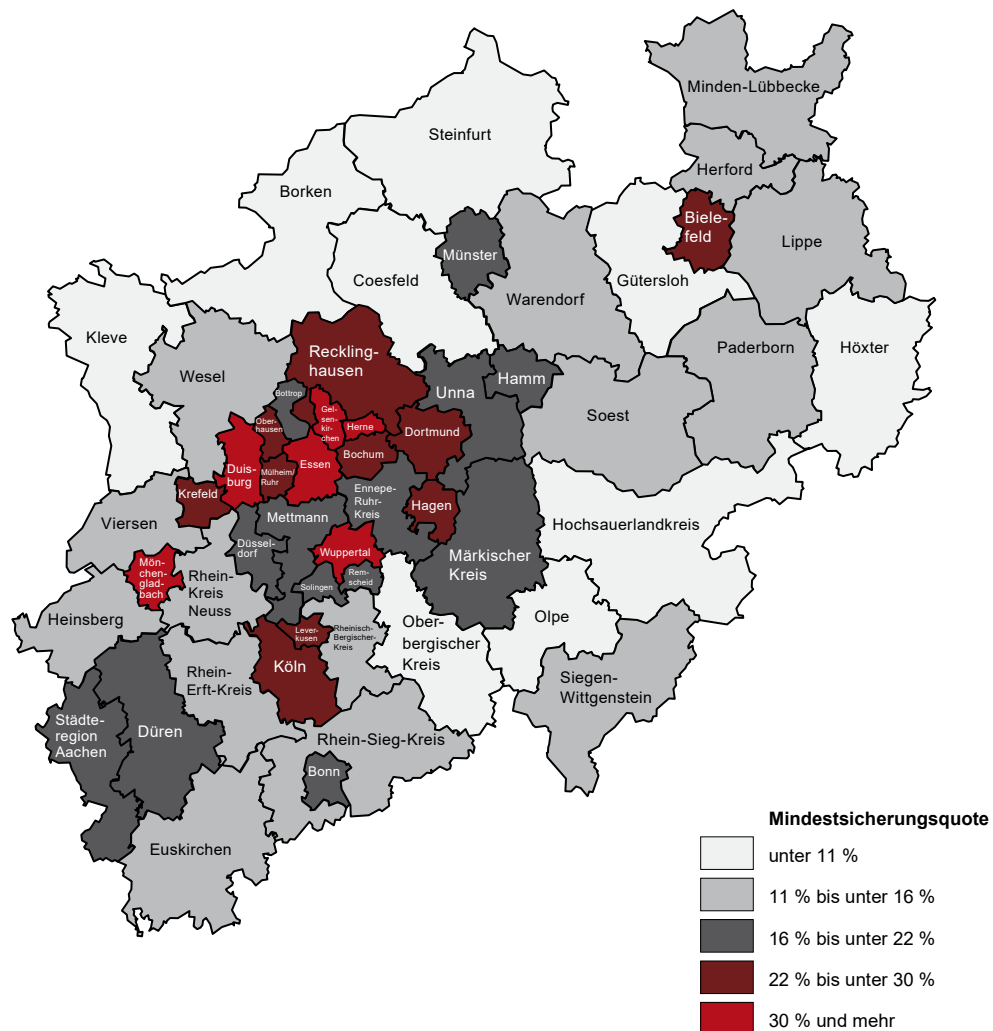 Minden-Lübbecke
Steinfurt
Herford
Borken
Biele-
feld
Lippe
Münster
Coesfeld
Gütersloh
Warendorf
Kleve
Paderborn
Höxter
Reckling-
hausen
Wesel
Hamm
Unna
Bottrop
Soest
Gel-
sen-
kir-
chen
Ober-
hausen
Herne
Dortmund
Bochum
Essen
Duis-
burg
Mülheim/
Ruhr
Krefeld
Ennepe-
Ruhr-
Kreis
Hagen
Viersen
Mettmann
Hochsauerlandkreis
Düssel-
dorf
Wuppertal
Märkischer
Kreis
Mön-
chen-
glad-
bach
Rhein-
Kreis
Neuss
Rem-
scheid
Solingen
Heinsberg
Olpe
Ober-
bergischer
Kreis
Lever-
kusen
Rheinisch-
Bergischer-
Kreis
Köln
Rhein-
Erft-Kreis
Siegen-
Wittgenstein
Städte-
region
Aachen
Düren
Rhein-Sieg-Kreis
Bonn
Euskirchen
Mindestsicherungsquote
unter 11 %
11 % bis unter 16 %
16 % bis unter 22 %
22 % bis unter 30 %
30 % und mehr